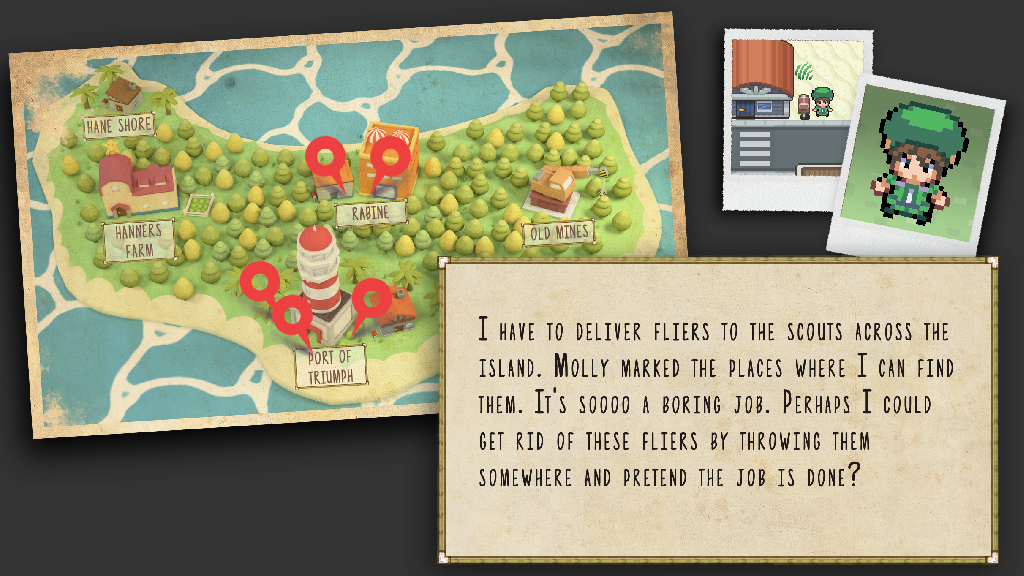 HANE SHORE
HANNERS
FARM
RABINE
OLD MINES
PORT OF
TRIUMPH
I HAVE TO DELIVER FLIERS TO THE SCOUTS ACROSS THE
ISLAND. MOLLY MARKED THE PLACES WHERE I CAN FIND
THEM. IT'S SOOOO A BORING JOB. PERHAPS I COULD
GET RID OF THESE FLIERS BY THROWING THEM
SOMEWHERE AND PRETEND THE JOB IS DONE?